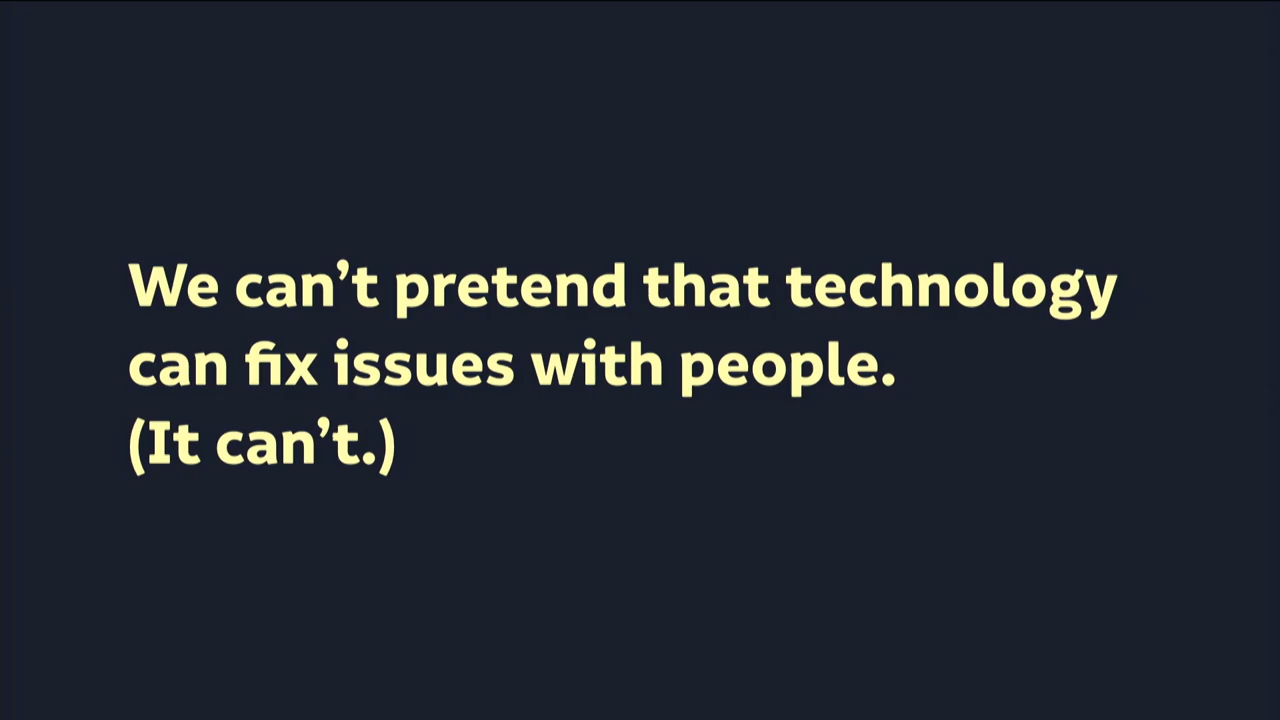 We can’t pretend that technology
can fix issues with people.
(It can’t.)